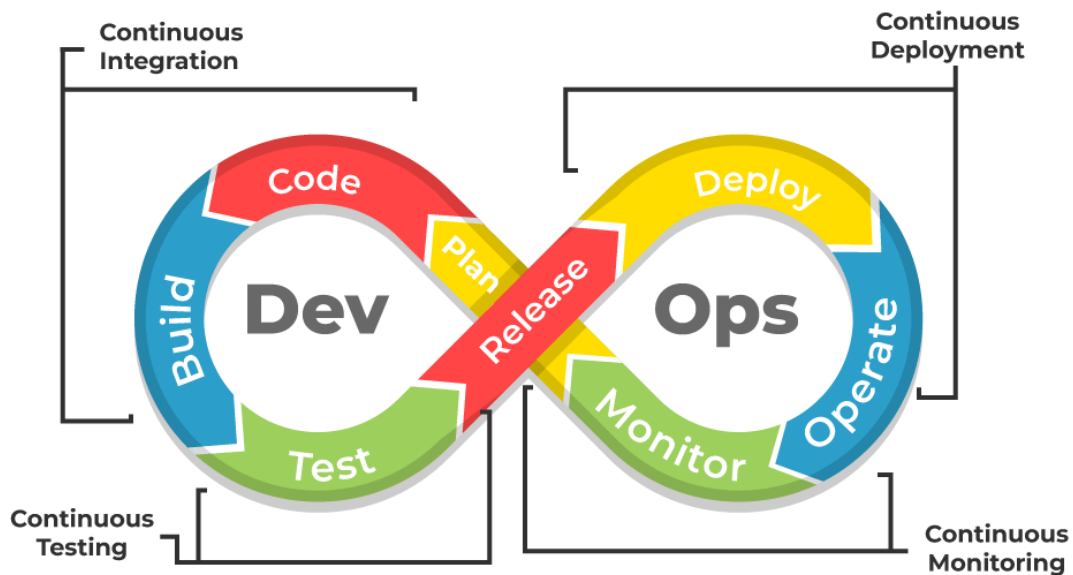 Continuous
Integration
Continuous
Deployment
Code
Deploy
Plan
Dev
Release
Ops
Build
Operate
Test
Monitor
Continuous
Testing
Continuous
Monitoring